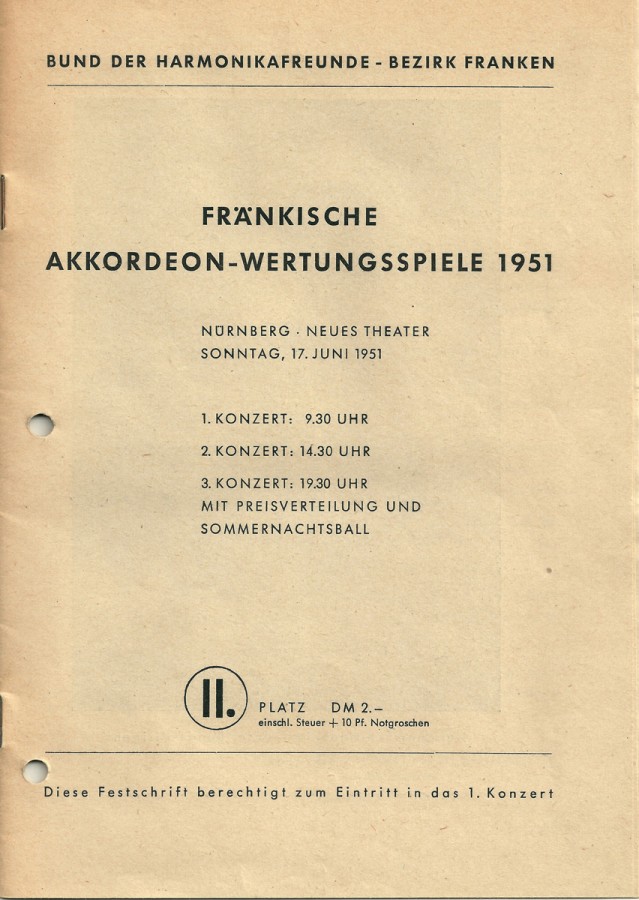 BUND DER HARMONIKAFREUNDE - BEZIRK FRANKEN
FRÄNKISCHE
AKKORDEON-WERTUNGSSPIELE 1951
NÜRNBERG · NEUES THEATER
SONNTAG, 17. JUNI 1951
1. KONZERT: 9.30 UHR
2. KONZERT: 14.30 UHR
3. KONZERT: 19.30 UHR
MIT PREISVERTEILUNG UND
SOMMERNACHTSBALL
II. PLATZ DM 2.–
einschl. Steuer + 10 Pf. Notgroschen
Diese Festschrift berechtigt zum Eintritt in das 1. Konzert